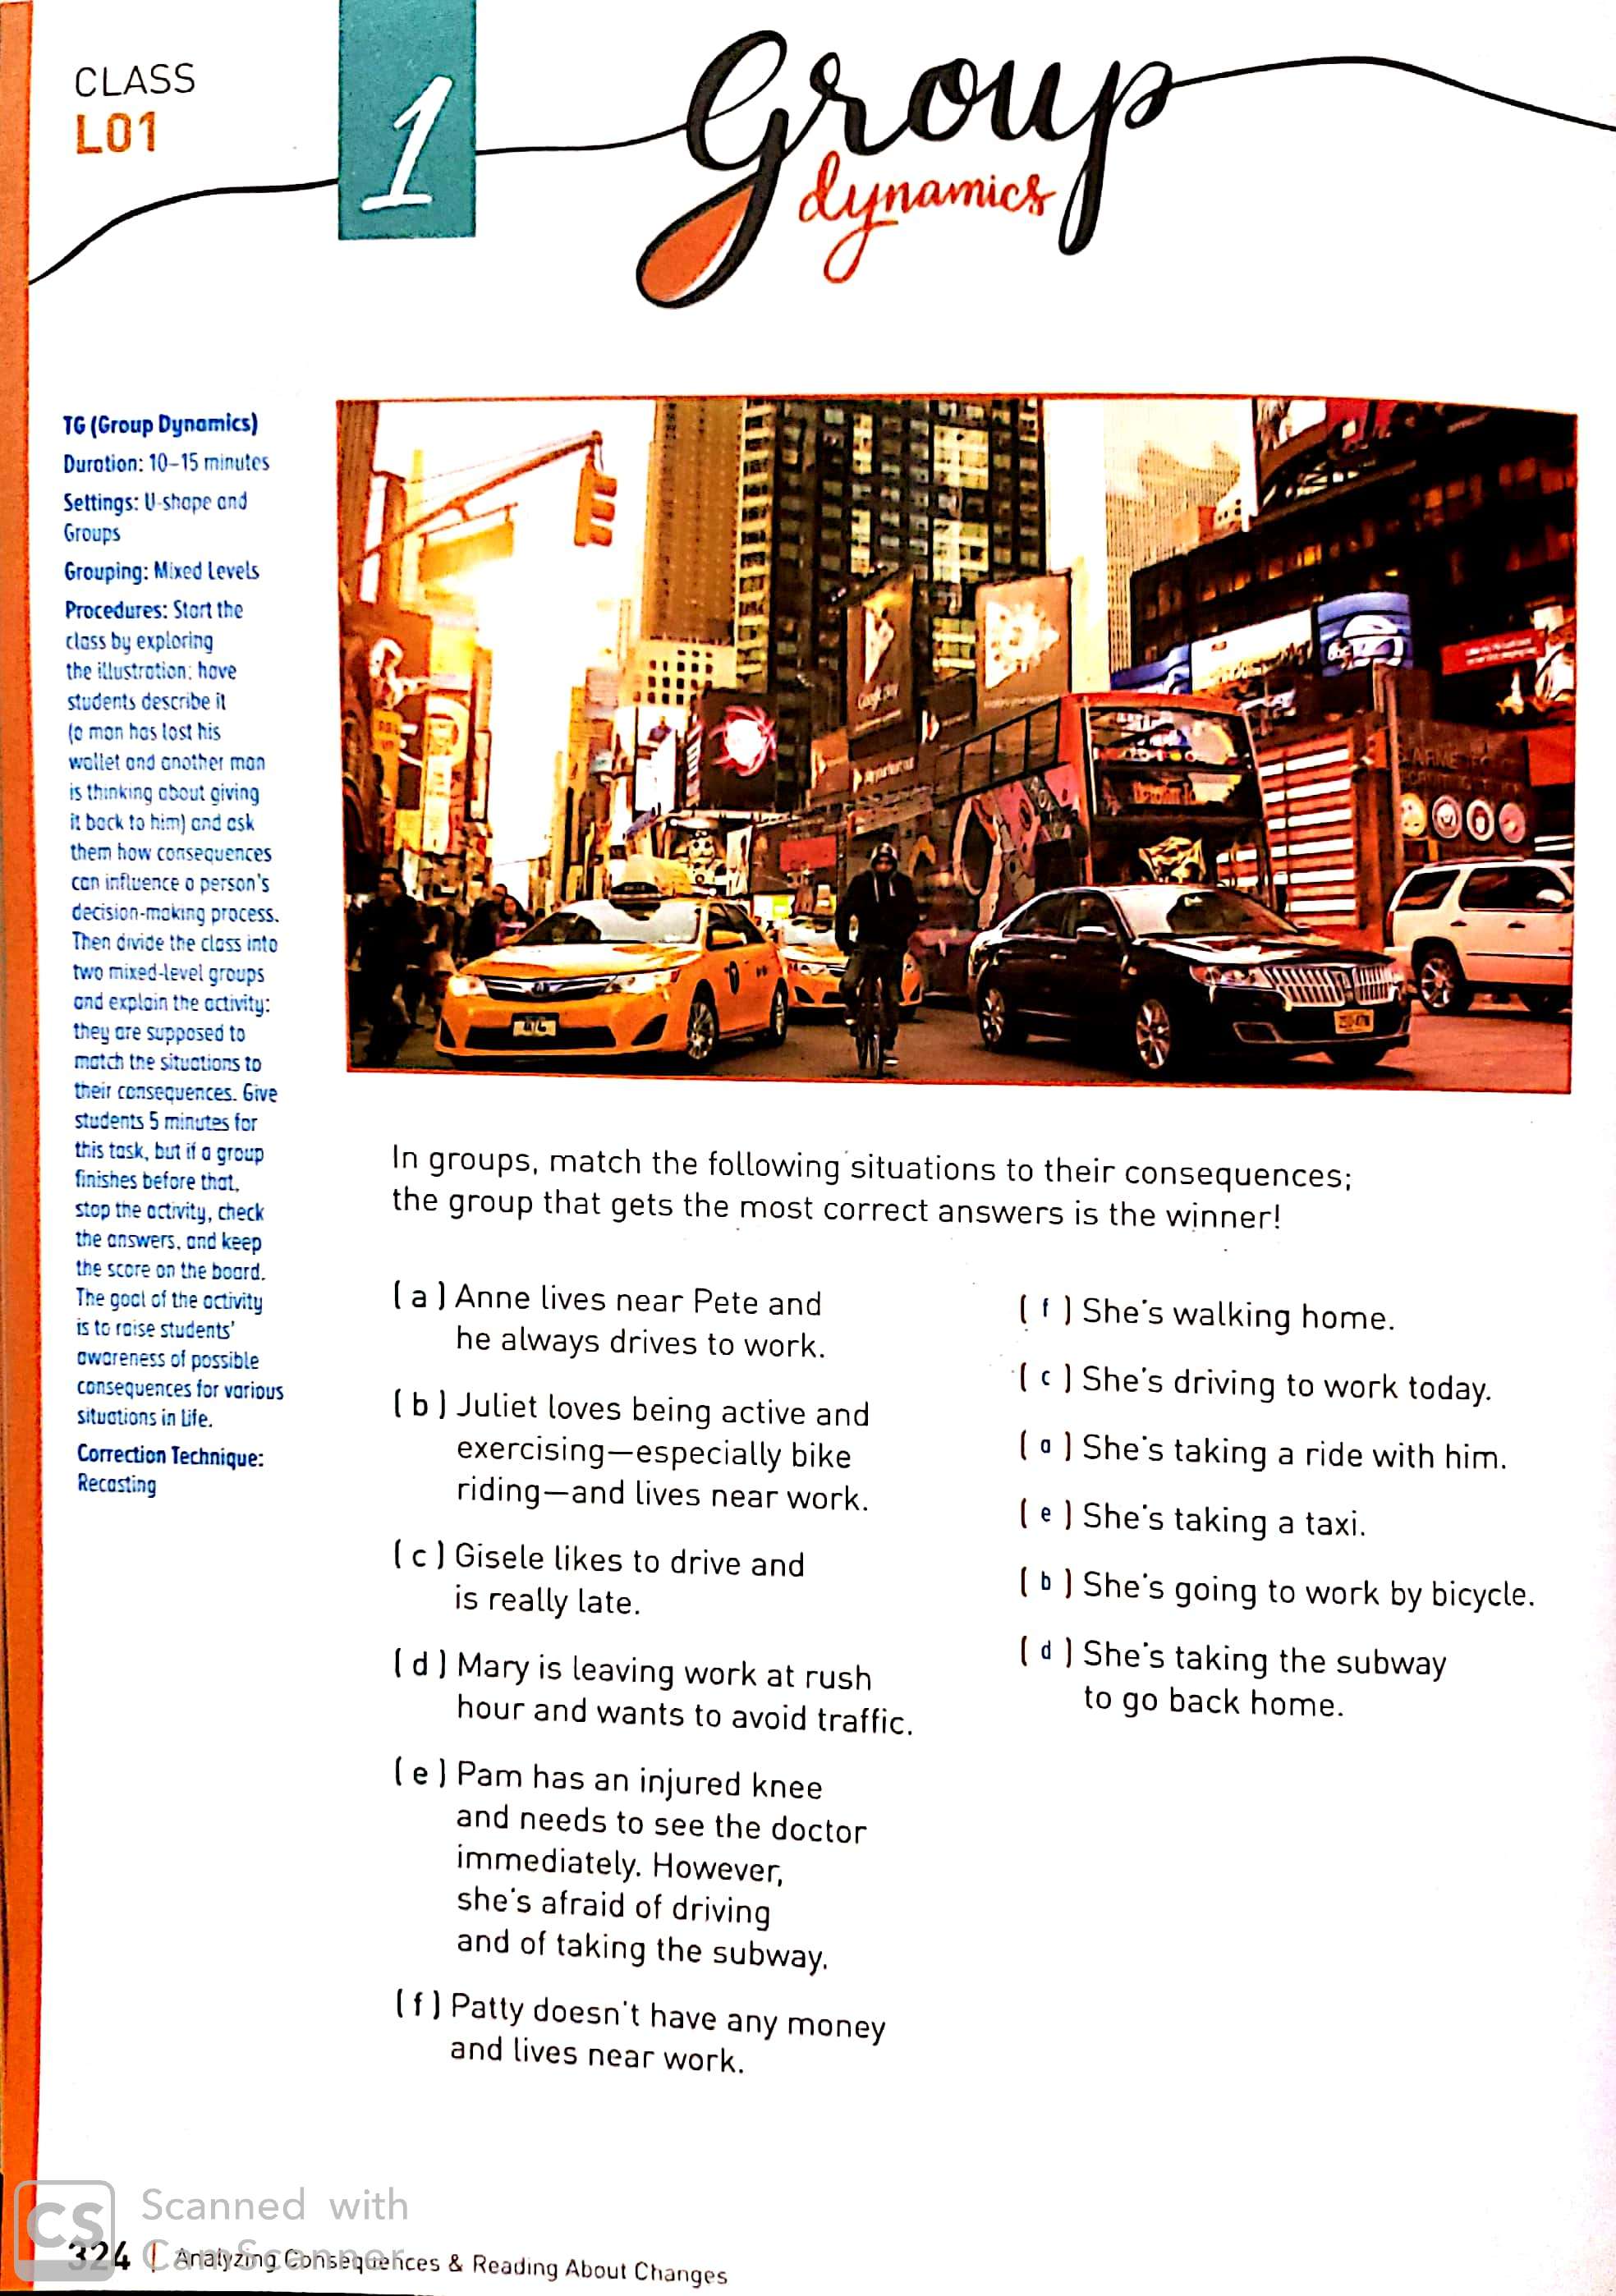 CLASS
L01
1
Group
dynamics
TG (Group Dynamics)
Duration: 10–15 minutes
Settings: U-shape and
Groups
Grouping: Mixed Levels
Procedures: Start the
class by exploring
the illustration; have
students describe it
(a man has lost his
wallet and another man
is thinking about giving
it back to him) and ask
them how consequences
can influence a person's
decision-making process.
Then divide the class into
two mixed-level groups
and explain the activity:
they are supposed to
match the situations to
their consequences. Give
students 5 minutes for
this task, but if a group
finishes before that,
stop the activity, check
the answers, and keep
the score on the board.
The goal of the activity
is to raise students'
awareness of possible
consequences for various
situations in life.
Correction Technique:
Recasting
In groups, match the following situations to their consequences;
the group that gets the most correct answers is the winner!
( a ) Anne lives near Pete and
he always drives to work.
( b ) Juliet loves being active and
exercising—especially bike
riding—and lives near work.
( c ) Gisele likes to drive and
is really late.
( d ) Mary is leaving work at rush
hour and wants to avoid traffic.
( e ) Pam has an injured knee
and needs to see the doctor
immediately. However,
she's afraid of driving
and of taking the subway.
( f ) Patty doesn't have any money
and lives near work.
( f ) She's walking home.
( c ) She's driving to work today.
( a ) She's taking a ride with him.
( e ) She's taking a taxi.
( b ) She's going to work by bicycle.
( d ) She's taking the subway
to go back home.
CS
Scanned with
CamScanner
324 | Analyzing Consequences & Reading About Changes